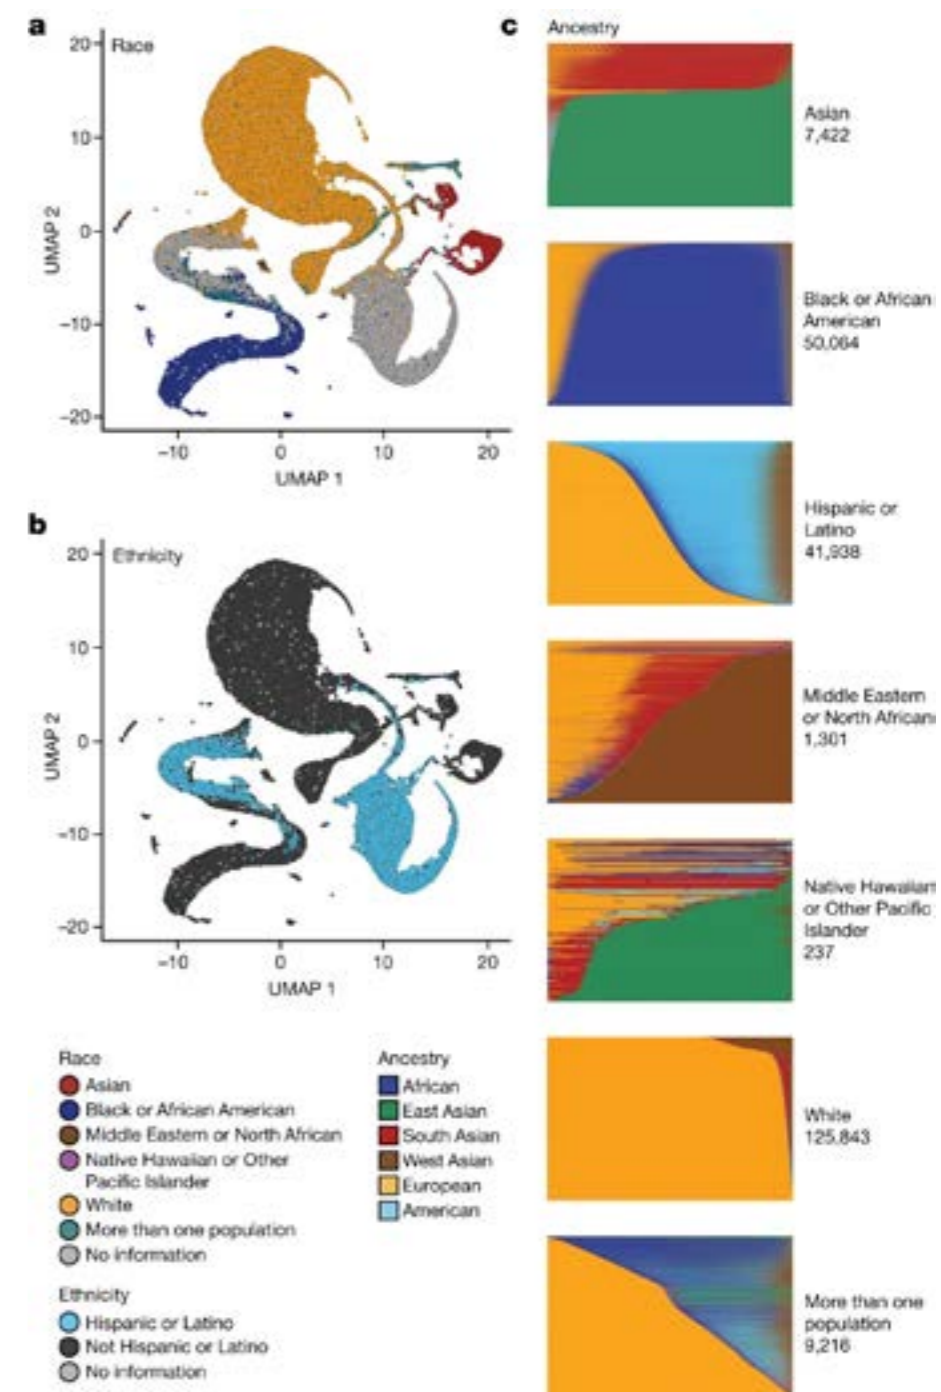 a
Race
20
10
0
−10
−20
UMAP 2
−10
0
10
20
UMAP 1
b
Ethnicity
20
10
0
−10
−20
UMAP 2
−10
0
10
20
UMAP 1
Race
Asian
Black or African American
Middle Eastern or North African
Native Hawaiian or Other
Pacific Islander
White
More than one population
No information
Ethnicity
Hispanic or Latino
Not Hispanic or Latino
No information
Ancestry
African
East Asian
South Asian
West Asian
European
American
c
Ancestry
Asian
7,422
Black or African
American
50,064
Hispanic or
Latino
41,938
Middle Eastern
or North African
1,301
Native Hawaiian
or Other Pacific
Islander
237
White
125,843
More than one
population
9,216